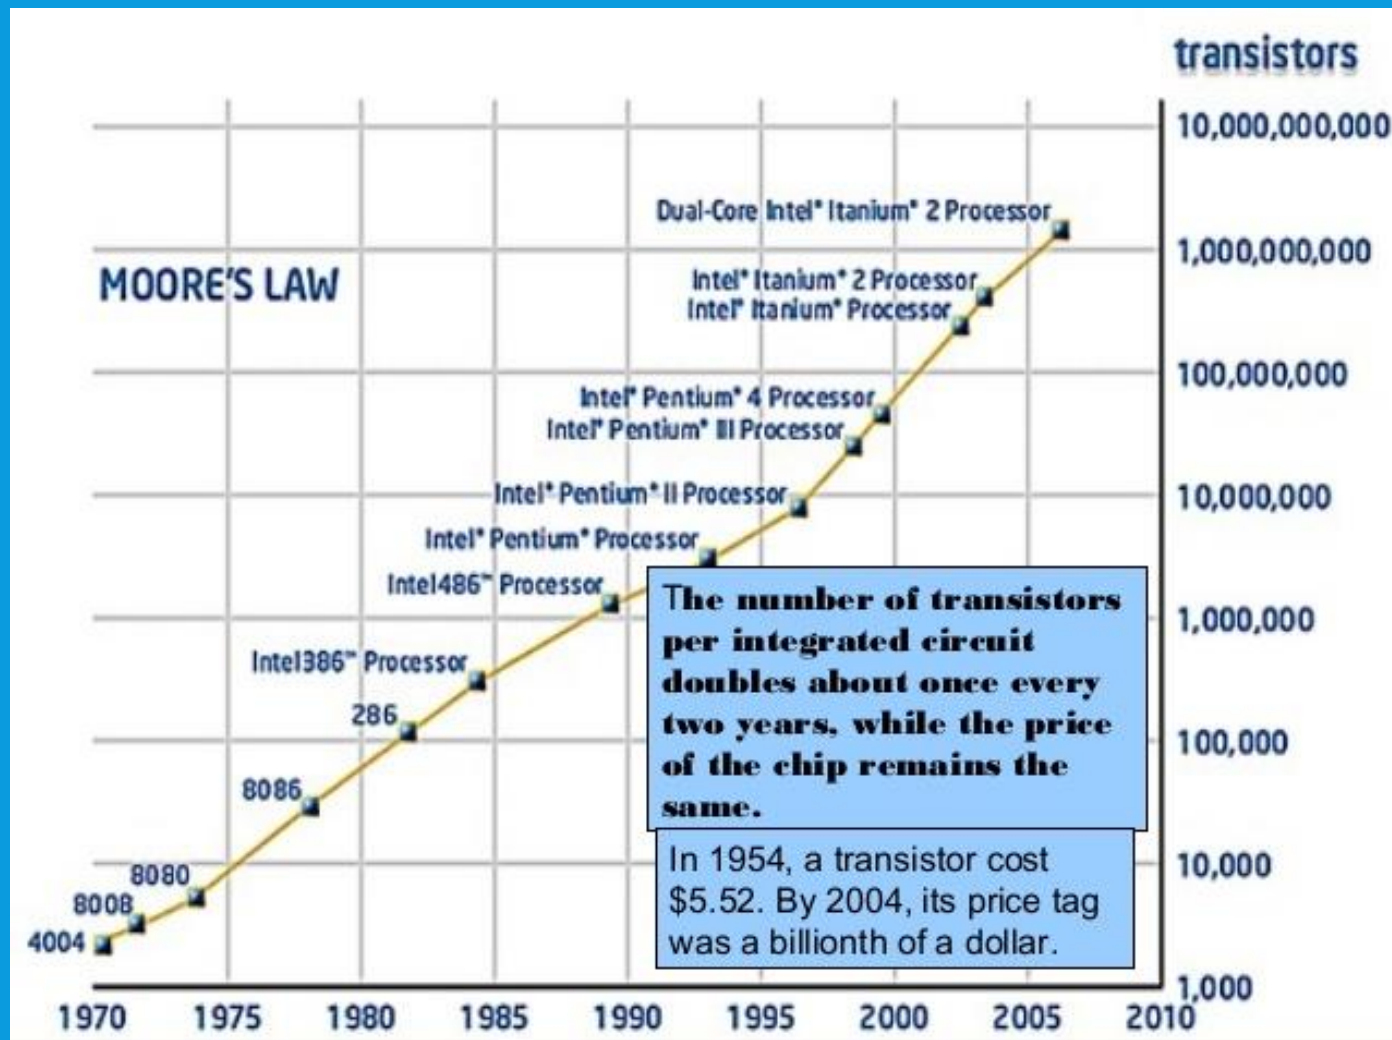 transistors
10,000,000,000
Dual-Core Intel® Itanium® 2 Processor
1,000,000,000
MOORE'S LAW
Intel® Itanium® 2 Processor
Intel® Itanium® Processor
100,000,000
Intel® Pentium® 4 Processor
Intel® Pentium® III Processor
Intel® Pentium® II Processor
10,000,000
Intel® Pentium® Processor
Intel486™ Processor
1,000,000
Intel386™ Processor
286
100,000
8086
10,000
8080
8008
4004
1,000
The number of transistors
per integrated circuit
doubles about once every
two years, while the price
of the chip remains the
same.
In 1954, a transistor cost
$5.52. By 2004, its price tag
was a billionth of a dollar.
1970 1975 1980 1985 1990 1995 2000 2005 2010